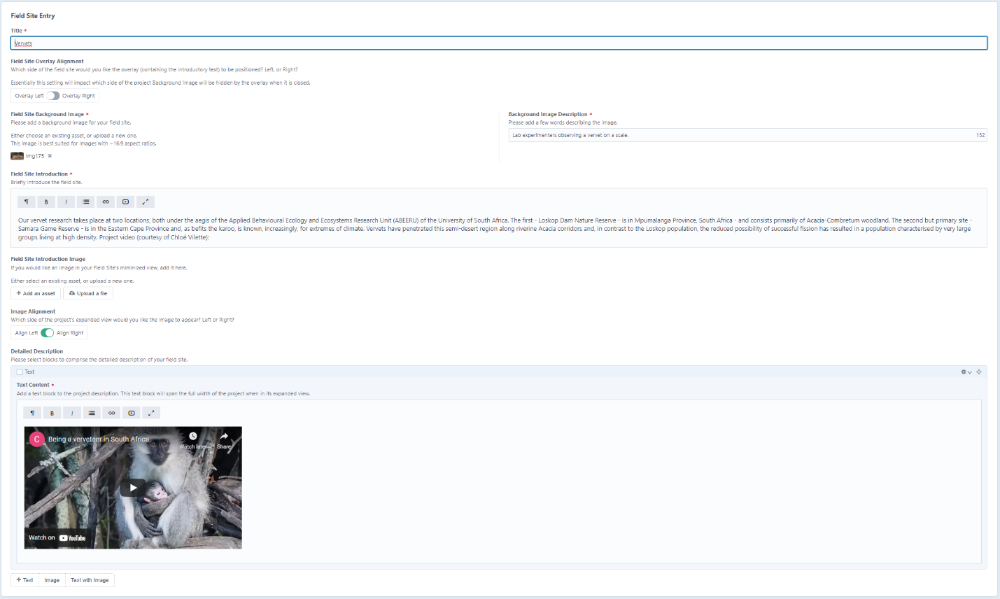 Field Site Entry
Title *
Vervets
Field Site Overlay Alignment
Which side of the field site would you like the overlay (containing the introductory text) to be positioned? Left, or Right?
Essentially this setting will impact which side of the project Background Image will be hidden by the overlay when it is closed.
Overlay Left Overlay Right
Field Site Background Image *
Please add a background image for your field site.
Either choose an existing asset, or upload a new one.
This image is best suited for images with ~16:9 aspect ratios.
Img175
Background Image Description *
Please add a few words describing the image.
Lab experimenters observing a vervet on a scale. 152
Field Site Introduction *
Briefly introduce the field site.
¶ B I
Our vervet research takes place at two locations, both under the aegis of the Applied Behavioural Ecology and Ecosystems Research Unit (ABEERU) of the University of South Africa. The first - Loskop Dam Nature Reserve - is in Mpumalanga Province, South Africa - and consists primarily of Acacia-Combretum woodland. The second but primary site -
Samara Game Reserve - is in the Eastern Cape Province and, as befits the karoo, is known, increasingly, for extremes of climate. Vervets have penetrated this semi-desert region along riverine Acacia corridors and, in contrast to the Loskop population, the reduced possibility of successful fission has resulted in a population characterised by very large
groups living at high density. Project video (courtesy of Chloé Vilette):
Field Site Introduction Image
If you would like an image in your Field Site's minimized view, add it here.
Either select an existing asset, or upload a new one.
+ Add an asset Upload a file
Image Alignment
Which side of the project's expanded view would you like the image to appear? Left or Right?
Align Left Align Right
Detailed Description
Please select blocks to comprise the detailed description of your field site.
Text
Text Content *
Add a text block to the project description. This text block will span the full width of the project when in its expanded view.
¶ B I
C Being a verveteer in South Africa.
Watch later Share
Watch on YouTube
+ Text Image Text with Image